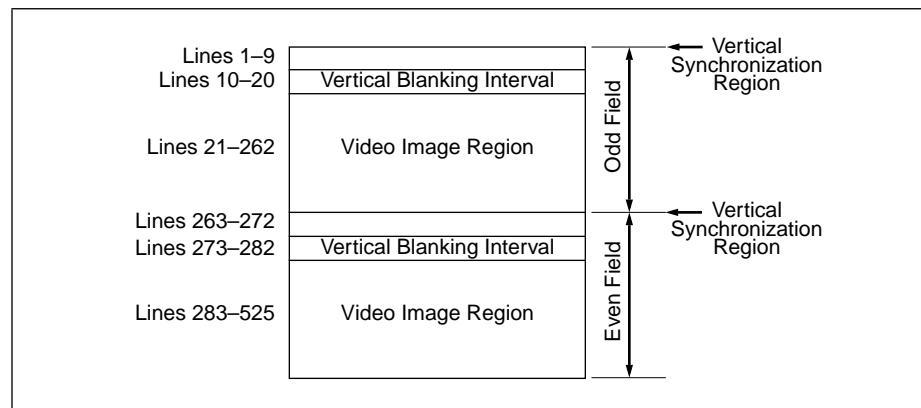 Lines 1–9
Vertical
Synchronization
Region
Lines 10–20
Vertical Blanking Interval
Lines 21–262
Video Image Region
Odd Field
Lines 263–272
Vertical
Synchronization
Region
Lines 273–282
Vertical Blanking Interval
Lines 283–525
Video Image Region
Even Field